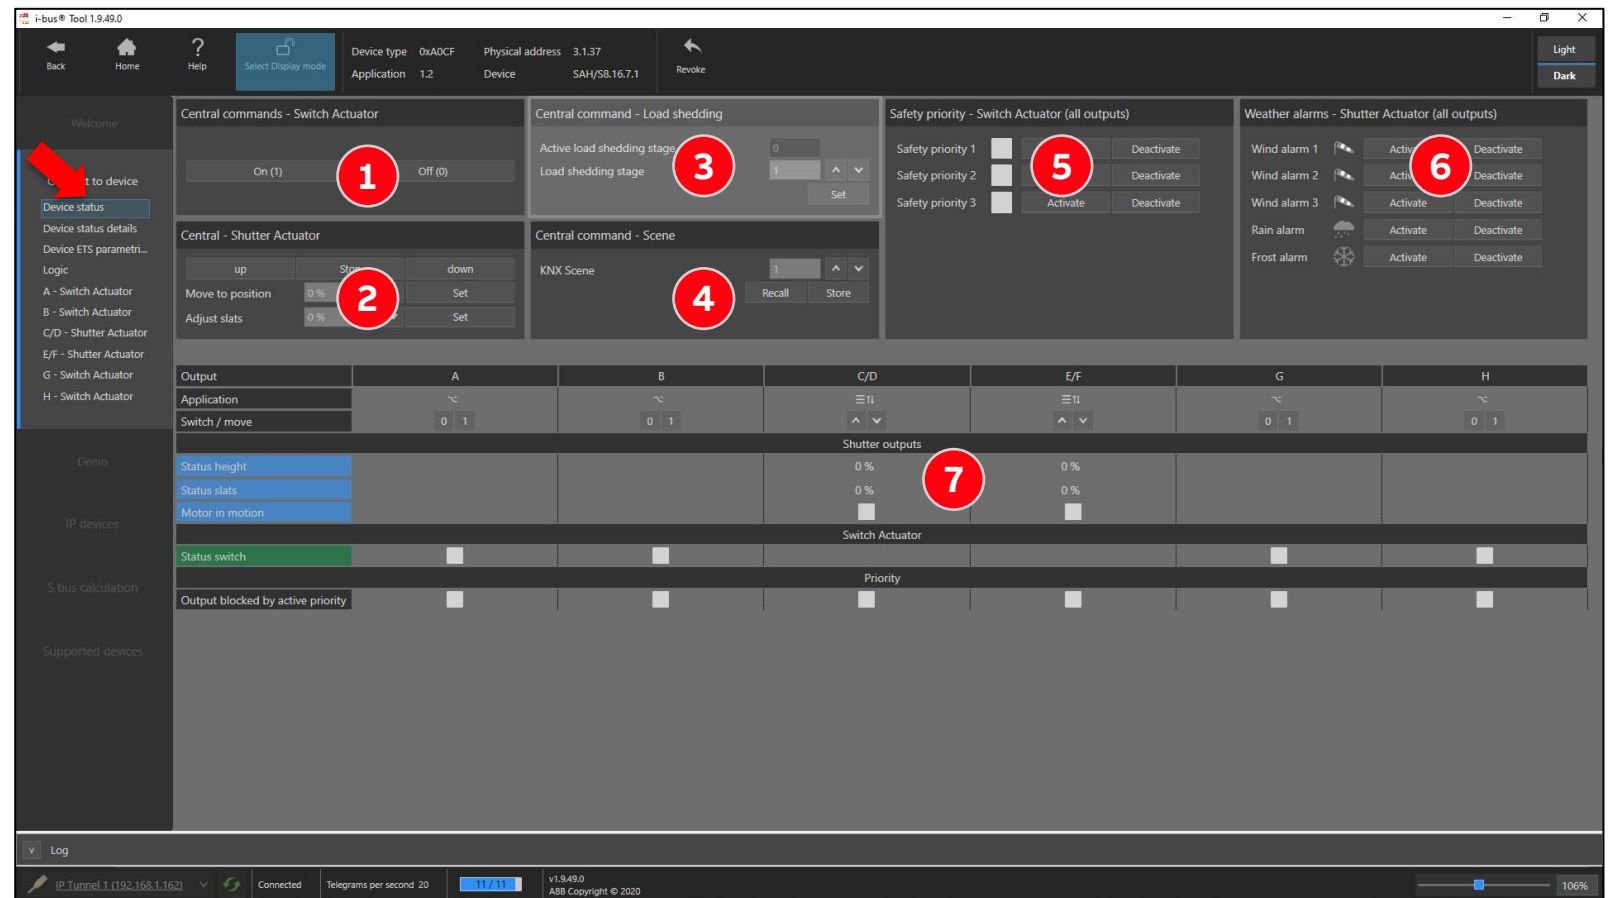 i-bus® Tool 1.9.49.0
Back
Home
Help
Select Display mode
Device type 0xA0CF Physical address 3.1.37
Application 1.2 Device SAH/S8.16.7.1
Revoke
Light
Dark
Welcome
t to device
Device status
Device status details
Device ETS parametri...
Logic
A - Switch Actuator
B - Switch Actuator
C/D - Shutter Actuator
E/F - Shutter Actuator
G - Switch Actuator
H - Switch Actuator
Demo
IP devices
S bus calculation
Supported devices
Central commands - Switch Actuator
On (1) 1 Off (0)
Central - Shutter Actuator
up Stop down
Move to position 0 % Set
2
Adjust slats 0 % Set
Central command - Load shedding
Active load shedding stage 0
3
Load shedding stage 1
Set
Central command - Scene
KNX Scene 1
4
Recall Store
Safety priority - Switch Actuator (all outputs)
Safety priority 1 Deactivate
5
Safety priority 2 Deactivate
Safety priority 3 Activate Deactivate
Weather alarms - Shutter Actuator (all outputs)
Wind alarm 1 Activ Deactivate
6
Wind alarm 2 Activ Deactivate
Wind alarm 3 Activate Deactivate
Rain alarm Activate Deactivate
Frost alarm Activate Deactivate
Output A B C/D E/F G H
Application
Switch / move 0 1 0 1 0 1 0 1
Shutter outputs
Status height 0 % 0 %
7
Status slats 0 % 0 %
Motor in motion
Switch Actuator
Status switch
Priority
Output blocked by active priority
v Log
IP Tunnel 1 (192.168.1.162) v Connected Telegrams per second 20 11 / 11
v1.9.49.0
ABB Copyright © 2020
106%